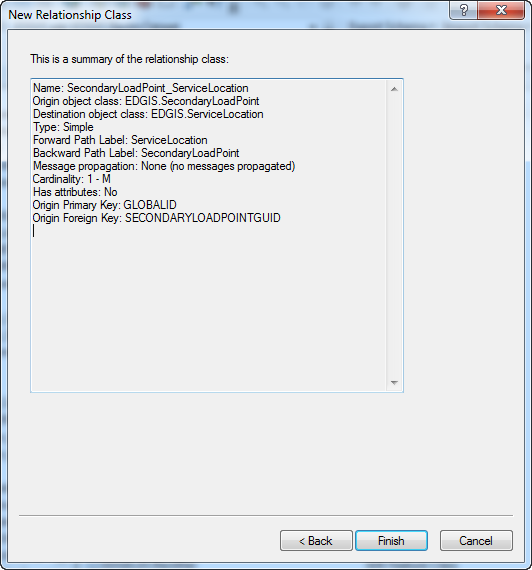 New Relationship Class
This is a summary of the relationship class:
Name: SecondaryLoadPoint_ServiceLocation
Origin object class: EDGIS.SecondaryLoadPoint
Destination object class: EDGIS.ServiceLocation
Type: Simple
Forward Path Label: ServiceLocation
Backward Path Label: SecondaryLoadPoint
Message propagation: None (no messages propagated)
Cardinality: 1 - M
Has attributes: No
Origin Primary Key: GLOBALID
Origin Foreign Key: SECONDARYLOADPOINTGUID
< Back Finish Cancel